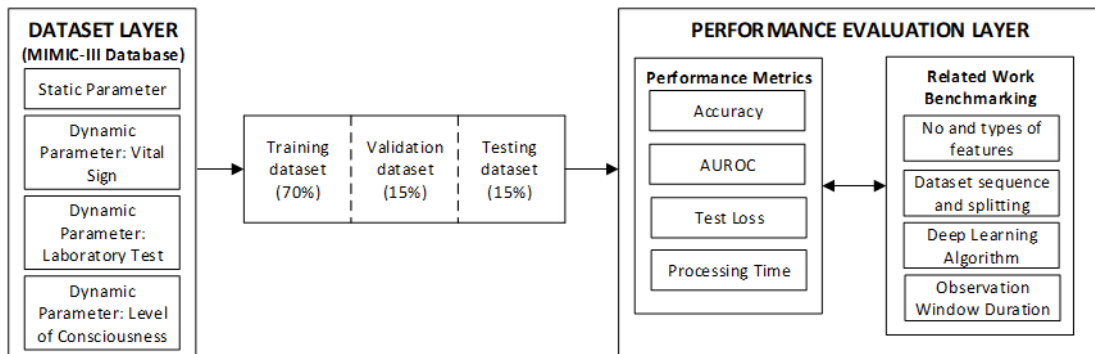 DATASET LAYER
(MIMIC-III Database)
Static Parameter
Dynamic
Parameter: Vital
Sign
Dynamic
Parameter:
Laboratory Test
Dynamic
Parameter: Level
of Consciousness
Training
dataset
(70%)
Validation
dataset
(15%)
Testing
dataset
(15%)
PERFORMANCE EVALUATION LAYER
Performance Metrics
Accuracy
AUROC
Test Loss
Processing Time
Related Work
Benchmarking
No and types of
features
Dataset sequence
and splitting
Deep Learning
Algorithm
Observation
Window Duration